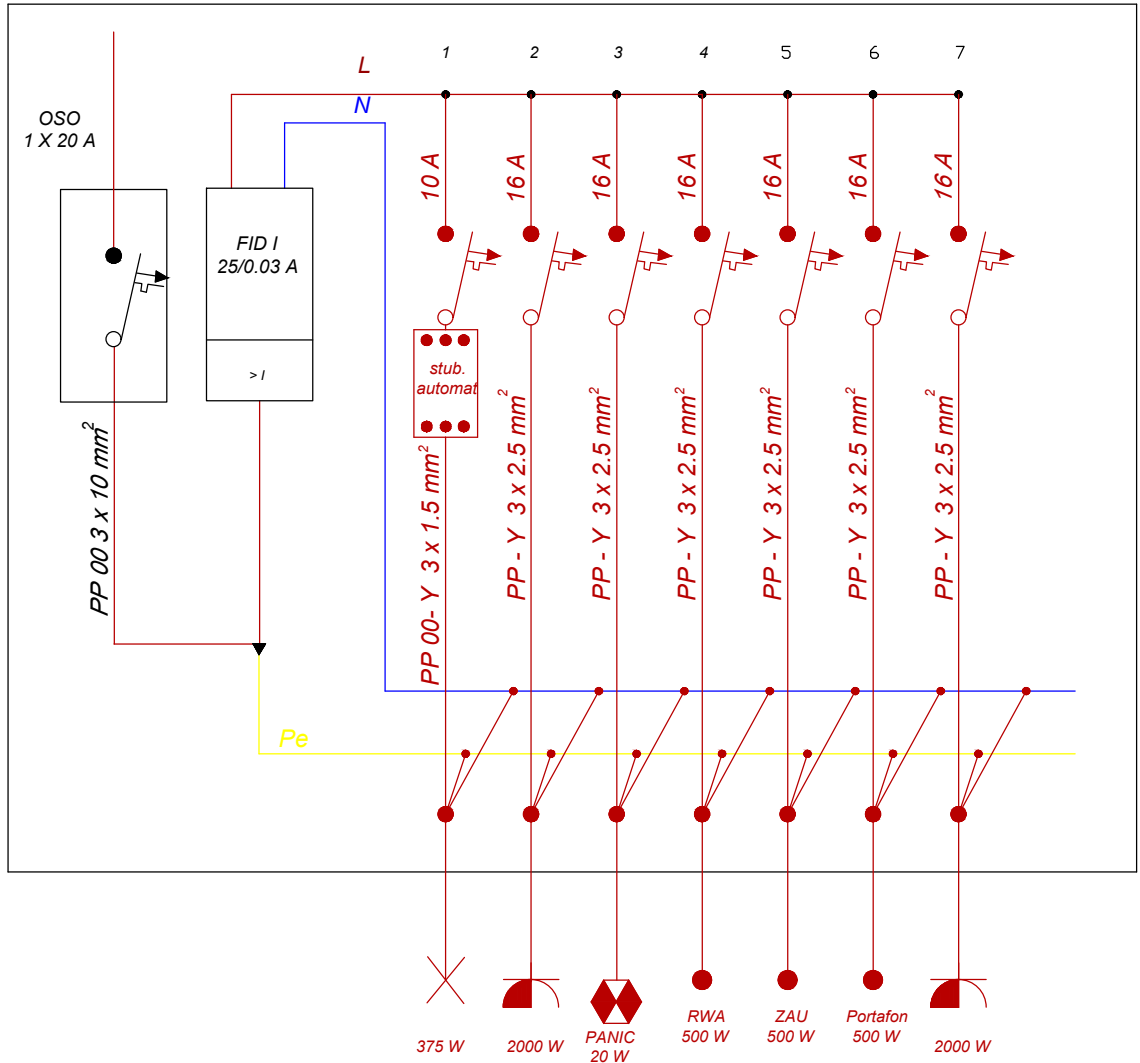 1 2 3 4 5 6 7
L
N
OSO
1 X 20 A
10 A
16 A
16 A
16 A
16 A
16 A
16 A
FID I
25/0.03 A
> I
stub.
automat
PP 00 3 x 10 mm²
PP 00- Y 3 x 1.5 mm²
PP - Y 3 x 2.5 mm²
PP - Y 3 x 2.5 mm²
PP - Y 3 x 2.5 mm²
PP - Y 3 x 2.5 mm²
PP - Y 3 x 2.5 mm²
PP - Y 3 x 2.5 mm²
Pe
375 W
2000 W
PANIC
20 W
RWA
500 W
ZAU
500 W
Portafon
500 W
2000 W